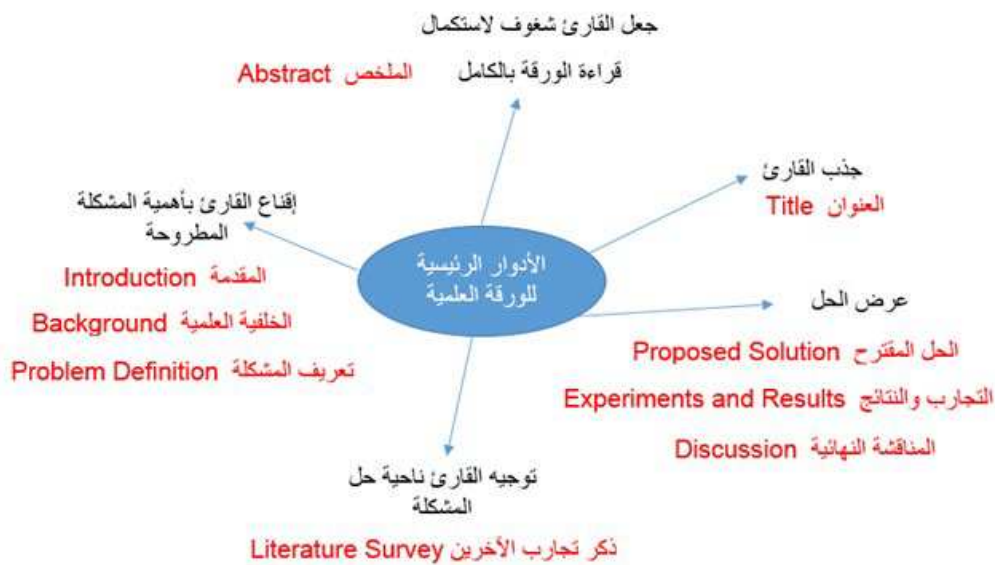 جعل القارئ شغوف لاستكمال
قراءة الورقة بالكامل
الملخص Abstract
جذب القارئ
العنوان Title
إقناع القارئ بأهمية المشكلة
المطروحة
المقدمة Introduction
الخلفية العلمية Background
تعريف المشكلة Problem Definition
الأدوار الرئيسية
للورقة العلمية
عرض الحل
الحل المقترح Proposed Solution
التجارب والنتائج Experiments and Results
المناقشة النهائية Discussion
توجيه القارئ ناحية حل
المشكلة
ذكر تجارب الأخرين Literature Survey